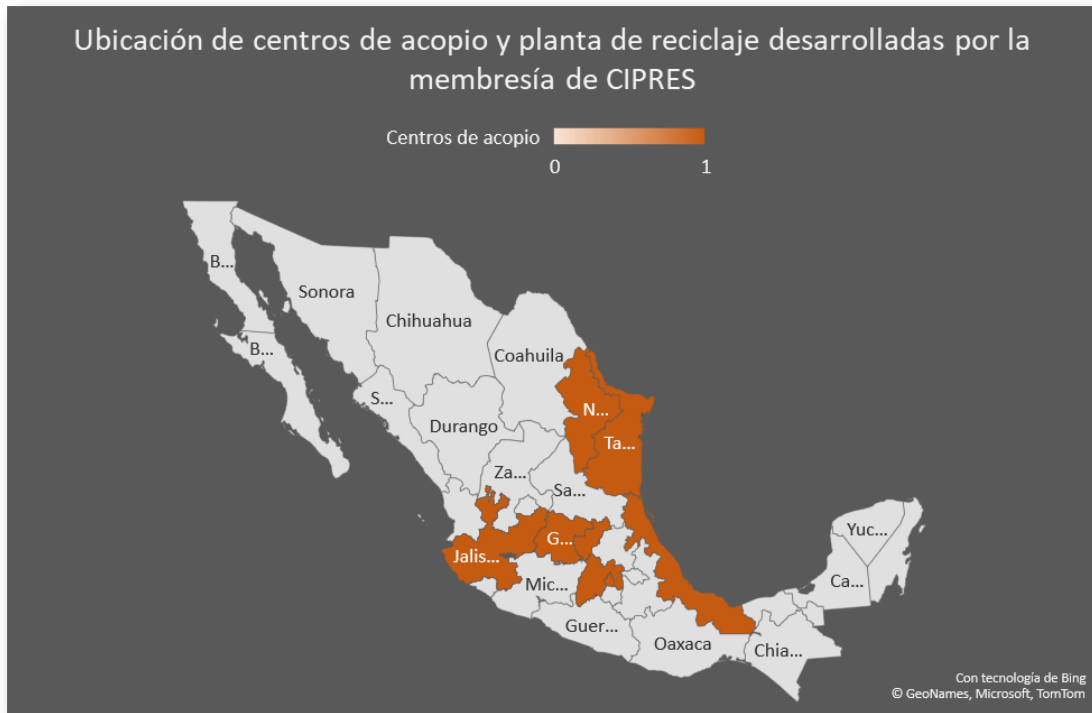 Ubicación de centros de acopio y planta de reciclaje desarrolladas por la
membresía de CIPRES
Centros de acopio
0 1
B...
Sonora
Chihuahua
Coahuila
B...
S...
Durango
N...
Ta...
Za...
Sa...
Jalis...
G...
Mic...
Guer...
Oaxaca
Chia...
Yuc...
Ca...
Con tecnología de Bing
© GeoNames, Microsoft, TomTom